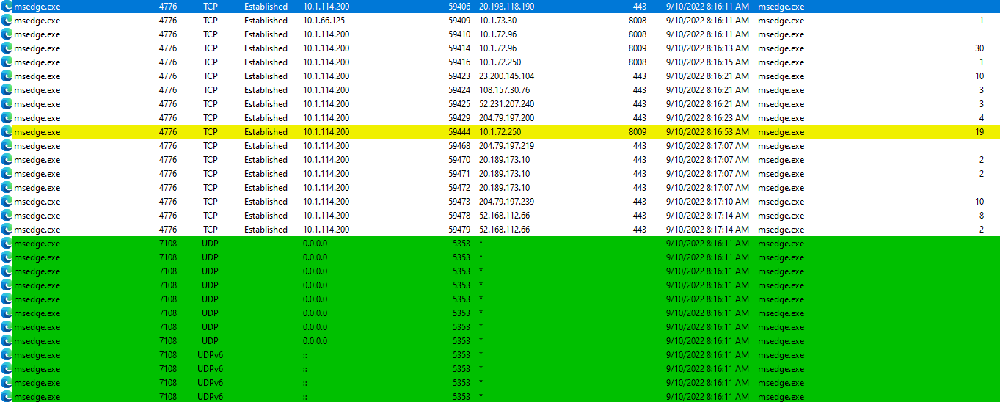 msedge.exe 4776 TCP Established 10.1.114.200 59406 20.198.118.190 443 9/10/2022 8:16:11 AM msedge.exe
msedge.exe 4776 TCP Established 10.1.66.125 59409 10.1.73.30 8008 9/10/2022 8:16:11 AM msedge.exe 1
msedge.exe 4776 TCP Established 10.1.114.200 59410 10.1.72.96 8008 9/10/2022 8:16:11 AM msedge.exe
msedge.exe 4776 TCP Established 10.1.114.200 59414 10.1.72.96 8009 9/10/2022 8:16:13 AM msedge.exe 30
msedge.exe 4776 TCP Established 10.1.114.200 59416 10.1.72.250 8008 9/10/2022 8:16:15 AM msedge.exe 1
msedge.exe 4776 TCP Established 10.1.114.200 59423 23.200.145.104 443 9/10/2022 8:16:21 AM msedge.exe 10
msedge.exe 4776 TCP Established 10.1.114.200 59424 108.157.30.76 443 9/10/2022 8:16:21 AM msedge.exe 3
msedge.exe 4776 TCP Established 10.1.114.200 59425 52.231.207.240 443 9/10/2022 8:16:21 AM msedge.exe 3
msedge.exe 4776 TCP Established 10.1.114.200 59429 204.79.197.200 443 9/10/2022 8:16:23 AM msedge.exe 4
msedge.exe 4776 TCP Established 10.1.114.200 59444 10.1.72.250 8009 9/10/2022 8:16:53 AM msedge.exe 19
msedge.exe 4776 TCP Established 10.1.114.200 59468 204.79.197.219 443 9/10/2022 8:17:07 AM msedge.exe
msedge.exe 4776 TCP Established 10.1.114.200 59470 20.189.173.10 443 9/10/2022 8:17:07 AM msedge.exe 2
msedge.exe 4776 TCP Established 10.1.114.200 59471 20.189.173.10 443 9/10/2022 8:17:07 AM msedge.exe 2
msedge.exe 4776 TCP Established 10.1.114.200 59472 20.189.173.10 443 9/10/2022 8:17:07 AM msedge.exe
msedge.exe 4776 TCP Established 10.1.114.200 59473 204.79.197.239 443 9/10/2022 8:17:10 AM msedge.exe 10
msedge.exe 4776 TCP Established 10.1.114.200 59478 52.168.112.66 443 9/10/2022 8:17:14 AM msedge.exe 8
msedge.exe 4776 TCP Established 10.1.114.200 59479 52.168.112.66 443 9/10/2022 8:17:14 AM msedge.exe 2
msedge.exe 7108 UDP 0.0.0.0 5353 * 9/10/2022 8:16:11 AM msedge.exe
msedge.exe 7108 UDP 0.0.0.0 5353 * 9/10/2022 8:16:11 AM msedge.exe
msedge.exe 7108 UDP 0.0.0.0 5353 * 9/10/2022 8:16:11 AM msedge.exe
msedge.exe 7108 UDP 0.0.0.0 5353 * 9/10/2022 8:16:11 AM msedge.exe
msedge.exe 7108 UDP 0.0.0.0 5353 * 9/10/2022 8:16:11 AM msedge.exe
msedge.exe 7108 UDP 0.0.0.0 5353 * 9/10/2022 8:16:11 AM msedge.exe
msedge.exe 7108 UDP 0.0.0.0 5353 * 9/10/2022 8:16:11 AM msedge.exe
msedge.exe 7108 UDP 0.0.0.0 5353 * 9/10/2022 8:16:11 AM msedge.exe
msedge.exe 7108 UDPv6 :: 5353 * 9/10/2022 8:16:11 AM msedge.exe
msedge.exe 7108 UDPv6 :: 5353 * 9/10/2022 8:16:11 AM msedge.exe
msedge.exe 7108 UDPv6 :: 5353 * 9/10/2022 8:16:11 AM msedge.exe
msedge.exe 7108 UDPv6 :: 5353 * 9/10/2022 8:16:11 AM msedge.exe